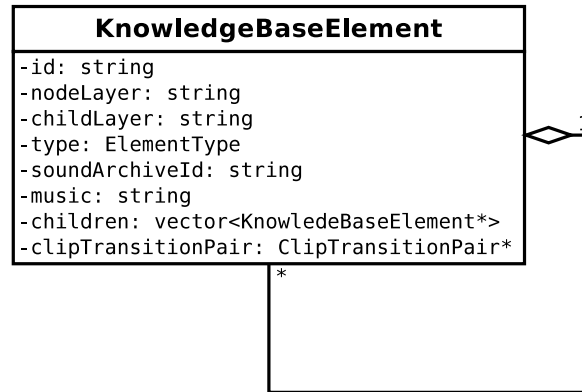 KnowledgeBaseElement
-id: string
-nodeLayer: string
-childLayer: string
-type: ElementType
-soundArchiveId: string
-music: string
-children: vector<KnowledeBaseElement*>
-clipTransitionPair: ClipTransitionPair*
*